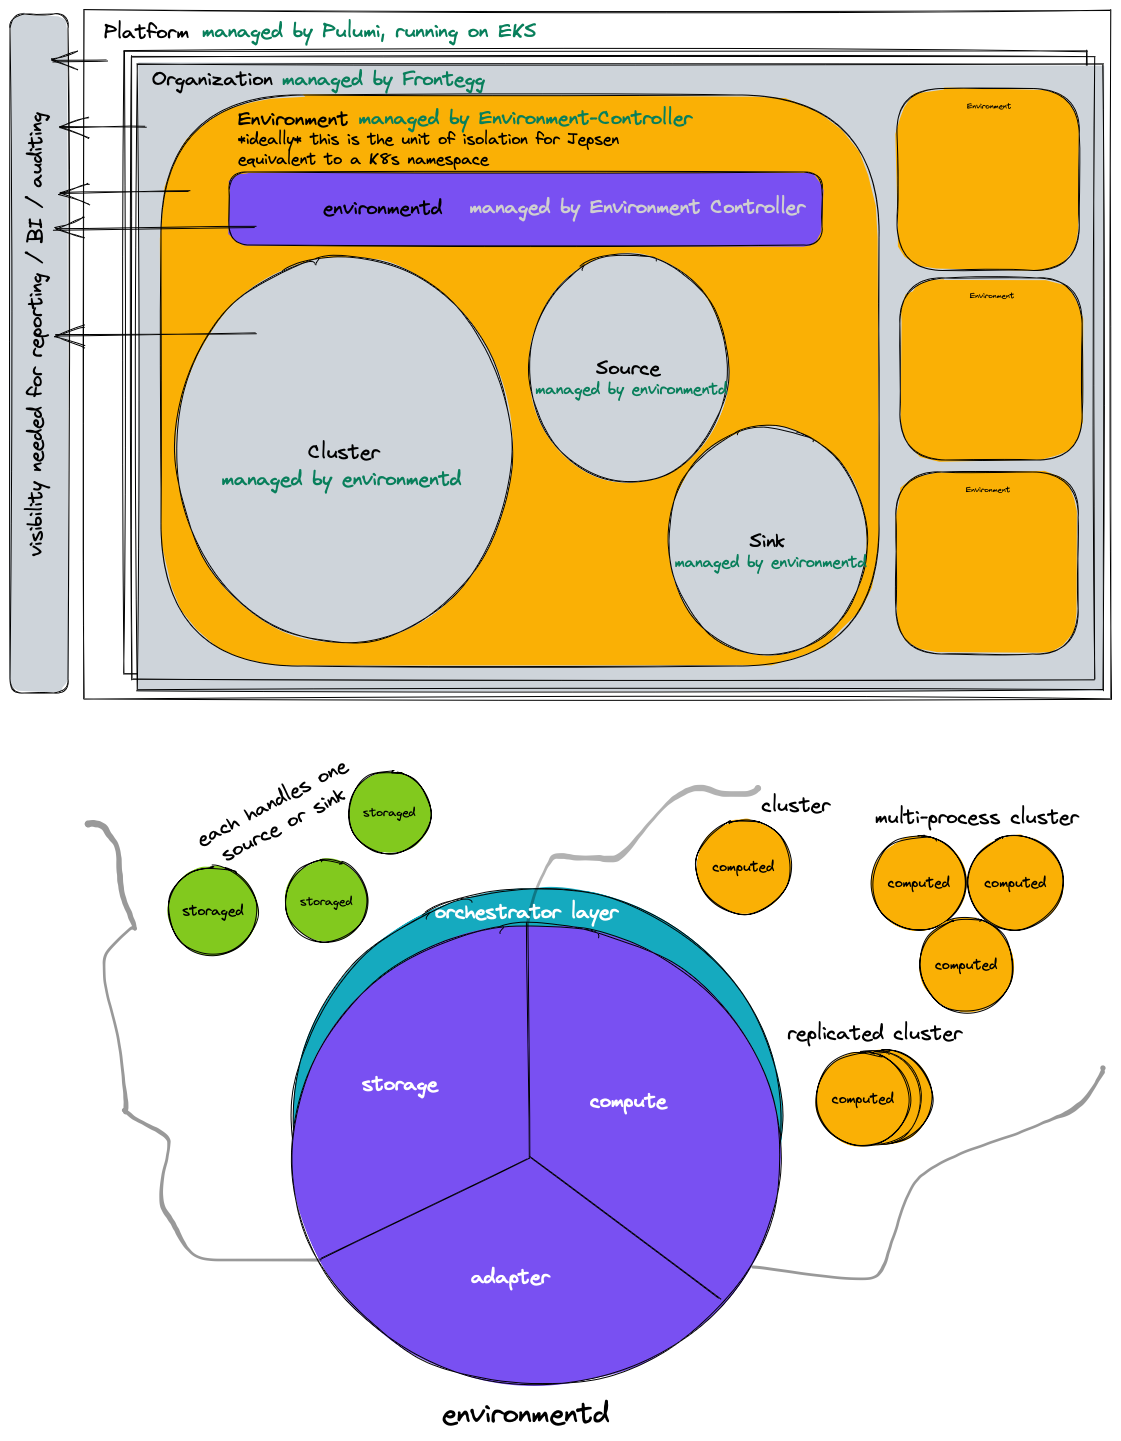 Platform managed by Pulumi, running on EKS
Organization managed by Frontegg
Environment managed by Environment-Controller
*ideally* this is the unit of isolation for Jepsen
equivalent to a K8s namespace
environmentd managed by Environment Controller
Cluster
managed by environmentd
Source
managed by environmentd
Sink
managed by environmentd
Environment
Environment
Environment
visibility needed for reporting / BI / auditing
each handles one
source or sink
storaged
storaged
storaged
cluster
computed
multi-process cluster
computed
computed
computed
replicated cluster
computed
orchestrator layer
storage
compute
adapter
environmentd